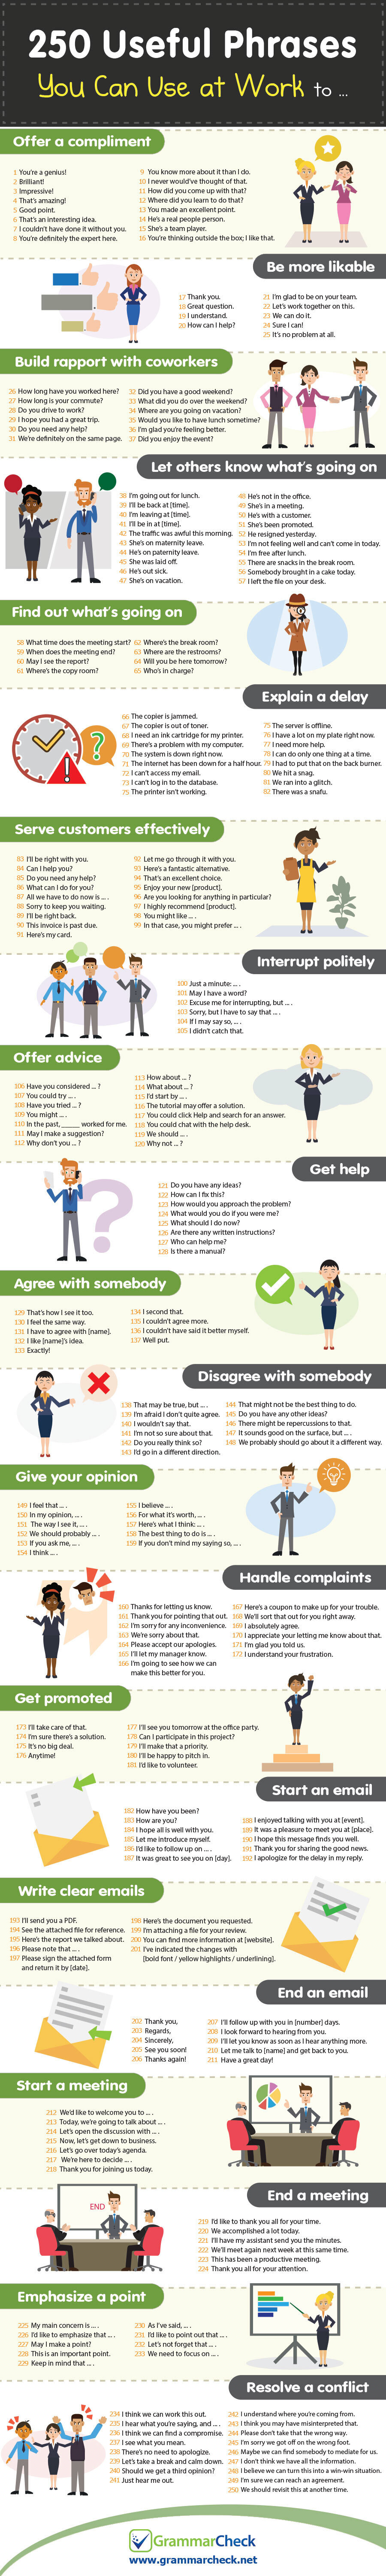 250 Useful Phrases
You Can Use at Work to ...
Offer a compliment
1 You're a genius!
2 Brilliant!
3 Impressive!
4 That's amazing!
5 Good point.
6 That's an interesting idea.
7 I couldn't have done it without you.
8 You're definitely the expert here.
9 You know more about it than I do.
10 I never would've thought of that.
11 How did you come up with that?
12 Where did you learn to do that?
13 You made an excellent point.
14 He's a real people person.
15 She's a team player.
16 You're thinking outside the box; I like that.
Be more likable
17 Thank you.
18 Great question.
19 I understand.
20 How can I help?
21 I'm glad to be on your team.
22 Let's work together on this.
23 We can do it.
24 Sure I can!
25 It's no problem at all.
Build rapport with coworkers
26 How long have you worked here?
27 How long is your commute?
28 Do you drive to work?
29 I hope you had a great trip.
30 Do you need any help?
31 We're definitely on the same page.
32 Did you have a good weekend?
33 What did you do over the weekend?
34 Where are you going on vacation?
35 Would you like to have lunch sometime?
36 I'm glad you're feeling better.
37 Did you enjoy the event?
Let others know what's going on
38 I'm going out for lunch.
39 I'll be back at [time].
40 I'm leaving at [time].
41 I'll be in at [time].
42 The traffic was awful this morning.
43 She's on maternity leave.
44 He's on paternity leave.
45 She was laid off.
46 He's out sick.
47 She's on vacation.
48 He's not in the office.
49 She's in a meeting.
50 He's with a customer.
51 She's been promoted.
52 He resigned yesterday.
53 I'm not feeling well and can't come in today.
54 I'm free after lunch.
55 There are snacks in the break room.
56 Somebody brought in a cake today.
57 I left the file on your desk.
Find out what's going on
58 What time does the meeting start?
59 When does the meeting end?
60 May I see the report?
61 Where's the copy room?
62 Where's the break room?
63 Where are the restrooms?
64 Will you be here tomorrow?
65 Who's in charge?
Explain a delay
66 The copier is jammed.
67 The copier is out of toner.
68 I need an ink cartridge for my printer.
69 There's a problem with my computer.
70 The system is down right now.
71 The internet has been down for a half hour.
72 I can't access my email.
73 I can't log in to the database.
75 The printer isn't working.
75 The server is offline.
76 I have a lot on my plate right now.
77 I need more help.
78 I can do only one thing at a time.
79 I had to put that on the back burner.
80 We hit a snag.
81 We ran into a glitch.
82 There was a snafu.
Serve customers effectively
83 I'll be right with you.
84 Can I help you?
85 Do you need any help?
86 What can I do for you?
87 All we have to do now is ... .
88 Sorry to keep you waiting.
89 I'll be right back.
90 This invoice is past due.
91 Here's my card.
92 Let me go through it with you.
93 Here's a fantastic alternative.
94 That's an excellent choice.
95 Enjoy your new [product].
96 Are you looking for anything in particular?
97 I highly recommend [product].
98 You might like ... .
99 In that case, you might prefer ... .
Interrupt politely
100 Just a minute: ... .
101 May I have a word?
102 Excuse me for interrupting, but ... .
103 Sorry, but I have to say that ... .
104 If I may say so, ... .
105 I didn't catch that.
Offer advice
106 Have you considered ... ?
107 You could try ... .
108 Have you tried ... ?
109 You might ... .
110 In the past, _____ worked for me.
111 May I make a suggestion?
112 Why don't you ... ?
113 How about ... ?
114 What about ... ?
115 I'd start by ... .
116 The tutorial may offer a solution.
117 You could click Help and search for an answer.
118 You could chat with the help desk.
119 We should ... .
120 Why not ... ?
Get help
121 Do you have any ideas?
122 How can I fix this?
123 How would you approach the problem?
124 What would you do if you were me?
125 What should I do now?
126 Are there any written instructions?
127 Who can help me?
128 Is there a manual?
Agree with somebody
129 That's how I see it too.
130 I feel the same way.
131 I have to agree with [name].
132 I like [name]'s idea.
133 Exactly!
134 I second that.
135 I couldn't agree more.
136 I couldn't have said it better myself.
137 Well put.
Disagree with somebody
138 That may be true, but ... .
139 I'm afraid I don't quite agree.
140 I wouldn't say that.
141 I'm not so sure about that.
142 Do you really think so?
143 I'd go in a different direction.
144 That might not be the best thing to do.
145 Do you have any other ideas?
146 There might be repercussions to that.
147 It sounds good on the surface, but ... .
148 We probably should go about it a different way.
Give your opinion
149 I feel that ... .
150 In my opinion, ... .
151 The way I see it, ... .
152 We should probably ... .
153 If you ask me, ... .
154 I think ... .
155 I believe ... .
156 For what it's worth, ... .
157 Here's what I think: ... .
158 The best thing to do is ... .
159 If you don't mind my saying so, ... .
Handle complaints
160 Thanks for letting us know.
161 Thank you for pointing that out.
162 I'm sorry for any inconvenience.
163 We're sorry about that.
164 Please accept our apologies.
165 I'll let my manager know.
166 I'm going to see how we can
make this better for you.
167 Here's a coupon to make up for your trouble.
168 We'll sort that out for you right away.
169 I absolutely agree.
170 I appreciate your letting me know about that.
171 I'm glad you told us.
172 I understand your frustration.
Get promoted
173 I'll take care of that.
174 I'm sure there's a solution.
175 It's no big deal.
176 Anytime!
177 I'll see you tomorrow at the office party.
178 Can I participate in this project?
179 I'll make that a priority.
180 I'll be happy to pitch in.
181 I'd like to volunteer.
Start an email
182 How have you been?
183 How are you?
184 I hope all is well with you.
185 Let me introduce myself.
186 I'd like to follow up on ... .
187 It was great to see you on [day].
188 I enjoyed talking with you at [event].
189 It was a pleasure to meet you at [place].
190 I hope this message finds you well.
191 Thank you for sharing the good news.
192 I apologize for the delay in my reply.
Write clear emails
193 I'll send you a PDF.
194 See the attached file for reference.
195 Here's the report we talked about.
196 Please note that ... .
197 Please sign the attached form
and return it by [date].
198 Here's the document you requested.
199 I'm attaching a file for your review.
200 You can find more information at [website].
201 I've indicated the changes with
[bold font / yellow highlights / underlining].
End an email
202 Thank you,
203 Regards,
204 Sincerely,
205 See you soon!
206 Thanks again!
207 I'll follow up with you in [number] days.
208 I look forward to hearing from you.
209 I'll let you know as soon as I hear anything more.
210 Let me talk to [name] and get back to you.
211 Have a great day!
Start a meeting
212 We'd like to welcome you to ... .
213 Today, we're going to talk about ... .
214 Let's open the discussion with ... .
215 Now, let's get down to business.
216 Let's go over today's agenda.
217 We're here to decide ... .
218 Thank you for joining us today.
End a meeting
END
219 I'd like to thank you all for your time.
220 We accomplished a lot today.
221 I'll have my assistant send you the minutes.
222 We'll meet again next week at this same time.
223 This has been a productive meeting.
224 Thank you all for your attention.
Emphasize a point
225 My main concern is ... .
226 I'd like to emphasize that ... .
227 May I make a point?
228 This is an important point.
229 Keep in mind that ... .
230 As I've said, ... .
231 I'd like to point out that ... .
232 Let's not forget that ... .
233 We need to focus on ... .
Resolve a conflict
234 I think we can work this out.
235 I hear what you're saying, and ... .
236 I think we can find a compromise.
237 I see what you mean.
238 There's no need to apologize.
239 Let's take a break and calm down.
240 Should we get a third opinion?
241 Just hear me out.
242 I understand where you're coming from.
243 I think you may have misinterpreted that.
244 Please don't take that the wrong way.
245 I'm sorry we got off on the wrong foot.
246 Maybe we can find somebody to mediate for us.
247 I don't think we have all the information.
248 I believe we can turn this into a win-win situation.
249 I'm sure we can reach an agreement.
250 We should revisit this at another time.
GrammarCheck
www.grammarcheck.net